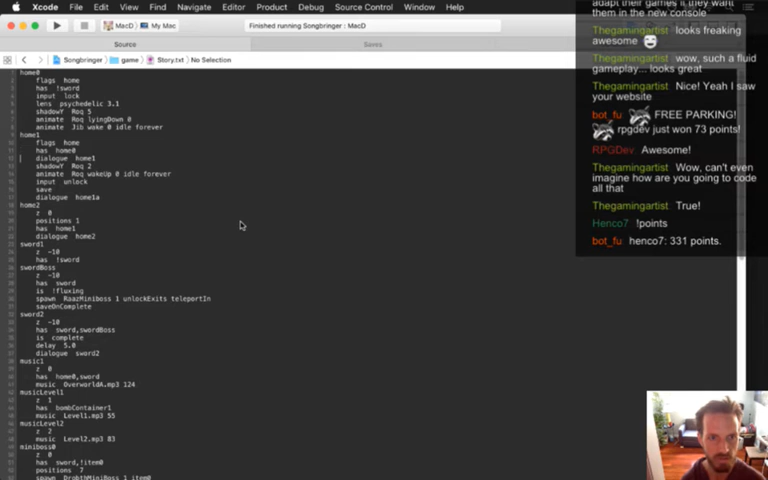 Xcode File Edit View Find Navigate Editor Product Debug Source Control Window Help
MacD My Mac
Finished running Songbringer : MacD
Source
Saves
Songbringer game Story.txt No Selection
home0
flags home
has !sword
input lock
lens psychedelic 3.1
shadowY Roq 5
animate Roq lyingDown 0
animate Jib wake 0 idle forever
home1
flags home
has home0
dialogue home1
shadowY Roq 2
animate Roq wakeUp 0 idle forever
input unlock
save
dialogue home1a
home2
z 0
positions 1
has home1
dialogue home2
sword1
z -10
has !sword
swordBoss
z -10
has sword
is !fluxing
spawn RaazMiniboss 1 unlockExits teleportIn
saveOnComplete
sword2
z -10
has sword,swordBoss
is complete
delay 5.0
dialogue sword2
music1
z 0
has home0,sword
music OverworldA.mp3 124
musicLevel1
z 1
has bombContainer1
music Level1.mp3 55
musicLevel2
z 2
music Level2.mp3 83
miniboss0
z 0
has sword,!item0
positions 7
spawn DrobthMiniBoss 1 item0
adapt their games if they want
them in the new console
Thegamingartist looks freaking
awesome
Thegamingartist wow, such a fluid
gameplay... looks great
Thegamingartist Nice! Yeah I saw
your website
bot_fu FREE PARKING!
rpgdev just won 73 points!
RPGDev Awesome!
Thegamingartist Wow, can't even
imagine how are you going to code
all that
Thegamingartist True!
Henco7 !points
bot_fu: henco7: 331 points.